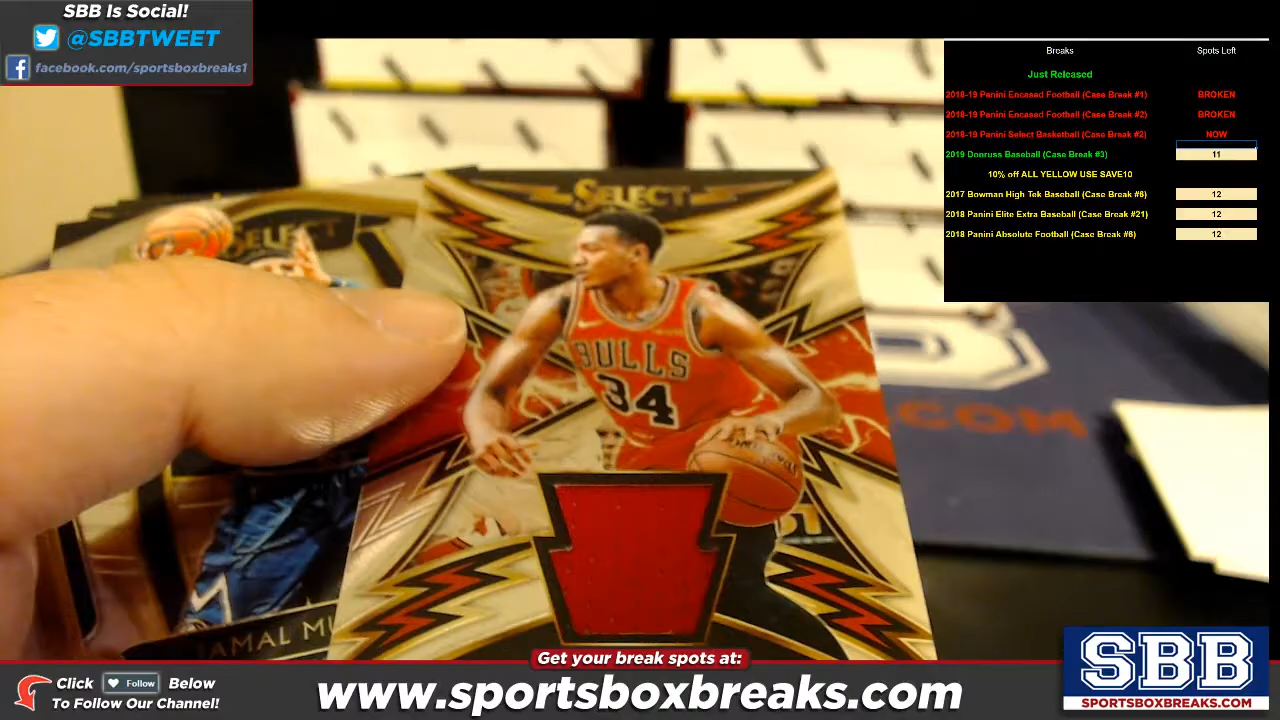 SBB Is Social!
@SBBTWEET
facebook.com/sportsboxbreaks1
Breaks Spots Left
Just Released
2018-19 Panini Encased Football (Case Break #1) BROKEN
2018-19 Panini Encased Football (Case Break #2) BROKEN
2018-19 Panini Select Basketball (Case Break #2) NOW
2019 Donruss Baseball (Case Break #3) 11
10% off ALL YELLOW USE SAVE10
2017 Bowman High Tek Baseball (Case Break #6) 12
2018 Panini Elite Extra Baseball (Case Break #21) 12
2018 Panini Absolute Football (Case Break #6) 12
SELECT
SELECT
BULLS
34
JAMAL MU
.COM
Get your break spots at:
Click Follow Below
To Follow Our Channel!
www.sportsboxbreaks.com
SBB
SPORTSBOXBREAKS.COM